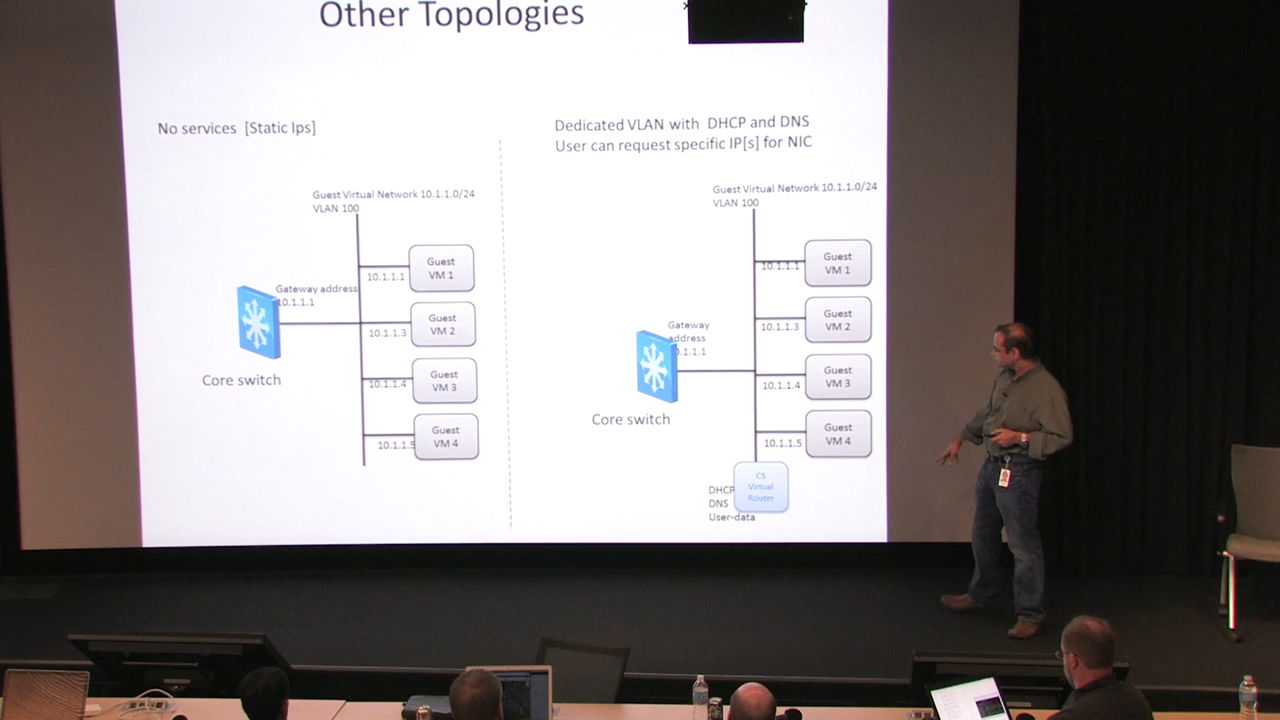 Other Topologies
No services [Static Ips]
Guest Virtual Network 10.1.1.0/24
VLAN 100
Guest
VM 1
10.1.1.1
Gateway address
10.1.1.1
Guest
VM 2
10.1.1.3
Core switch
Guest
VM 3
10.1.1.4
Guest
VM 4
10.1.1.5
Dedicated VLAN with DHCP and DNS
User can request specific IP[s] for NIC
Guest Virtual Network 10.1.1.0/24
VLAN 100
Guest
VM 1
10.1.1.1
Guest
VM 2
10.1.1.3
Gateway
address
10.1.1.1
Guest
VM 3
10.1.1.4
Core switch
Guest
VM 4
10.1.1.5
CS
Virtual
Router
DHCP
DNS
User-data